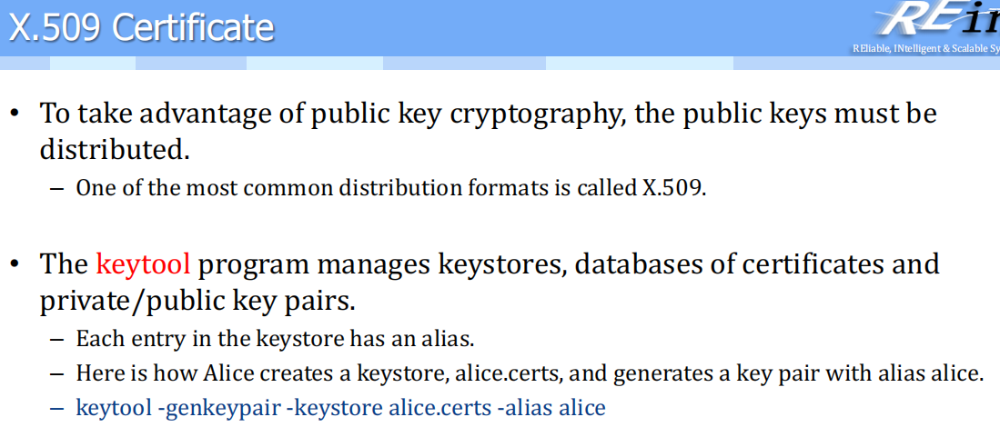 X.509 Certificate
REin
REliable, INtelligent & Scalable Sy
• To take advantage of public key cryptography, the public keys must be
distributed.
– One of the most common distribution formats is called X.509.
• The keytool program manages keystores, databases of certificates and
private/public key pairs.
– Each entry in the keystore has an alias.
– Here is how Alice creates a keystore, alice.certs, and generates a key pair with alias alice.
– keytool -genkeypair -keystore alice.certs -alias alice